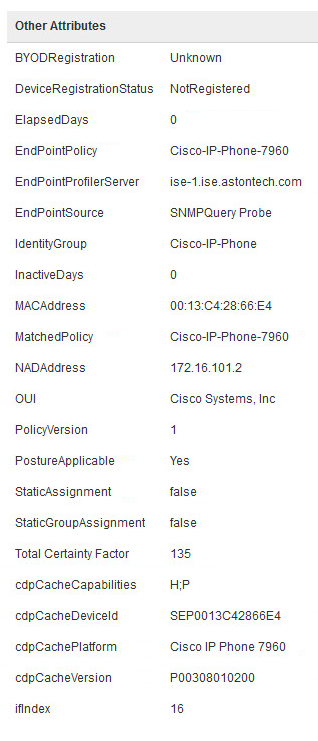 Other Attributes
BYODRegistration Unknown
DeviceRegistrationStatus NotRegistered
ElapsedDays 0
EndPointPolicy Cisco-IP-Phone-7960
EndPointProfilerServer ise-1.ise.astontech.com
EndPointSource SNMPQuery Probe
IdentityGroup Cisco-IP-Phone
InactiveDays 0
MACAddress 00:13:C4:28:66:E4
MatchedPolicy Cisco-IP-Phone-7960
NADAddress 172.16.101.2
OUI Cisco Systems, Inc
PolicyVersion 1
PostureApplicable Yes
StaticAssignment false
StaticGroupAssignment false
Total Certainty Factor 135
cdpCacheCapabilities H;P
cdpCacheDeviceId SEP0013C42866E4
cdpCachePlatform Cisco IP Phone 7960
cdpCacheVersion P00308010200
ifIndex 16